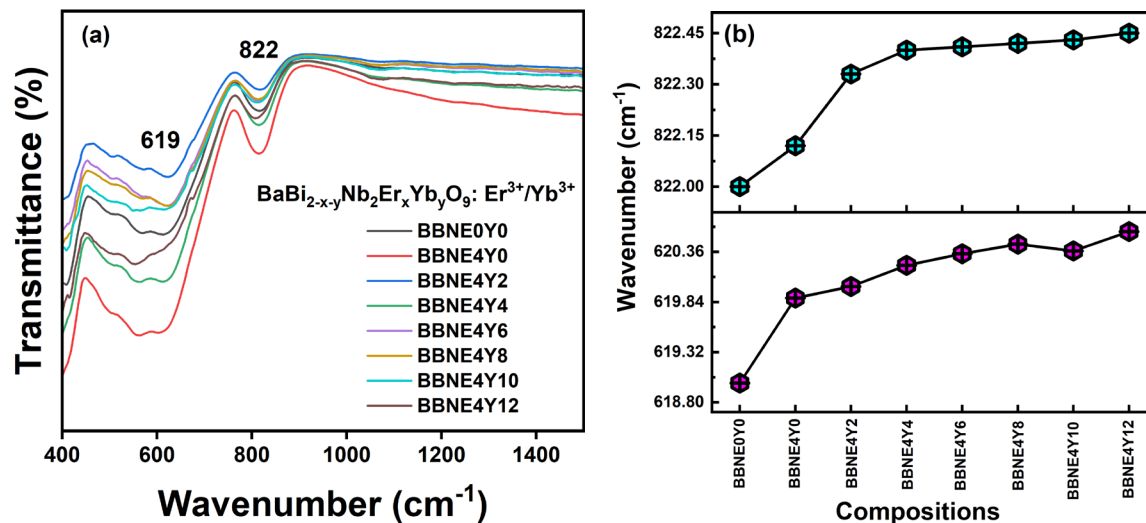 (a)
822
619
BaBi₂₋ₓ₋ᵧNb₂ErₓYbᵧO₉: Er³⁺/Yb³⁺
BBNE0Y0
BBNE4Y0
BBNE4Y2
BBNE4Y4
BBNE4Y6
BBNE4Y8
BBNE4Y10
BBNE4Y12
Transmittance (%)
400 600 800 1000 1200 1400
Wavenumber (cm⁻¹)
(b)
822.45
822.30
822.15
822.00
620.36
619.84
619.32
618.80
Wavenumber (cm⁻¹)
BBNE0Y0
BBNE4Y0
BBNE4Y2
BBNE4Y4
BBNE4Y6
BBNE4Y8
BBNE4Y10
BBNE4Y12
Compositions